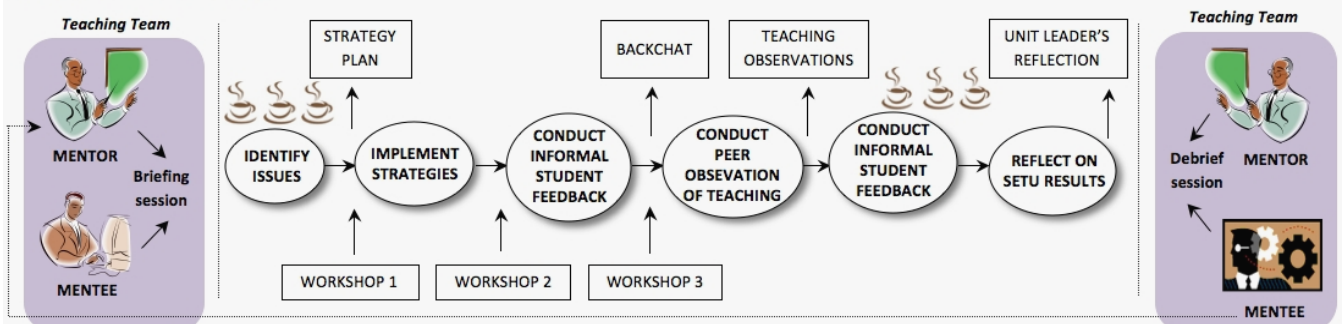 Teaching Team
MENTOR
Briefing
session
MENTEE
STRATEGY
PLAN
BACKCHAT
TEACHING
OBSERVATIONS
UNIT LEADER'S
REFLECTION
IDENTIFY
ISSUES
IMPLEMENT
STRATEGIES
CONDUCT
INFORMAL
STUDENT
FEEDBACK
CONDUCT
PEER
OBSEVATION
OF TEACHING
CONDUCT
INFORMAL
STUDENT
FEEDBACK
REFLECT ON
SETU RESULTS
WORKSHOP 1
WORKSHOP 2
WORKSHOP 3
Teaching Team
MENTOR
Debrief
session
MENTEE